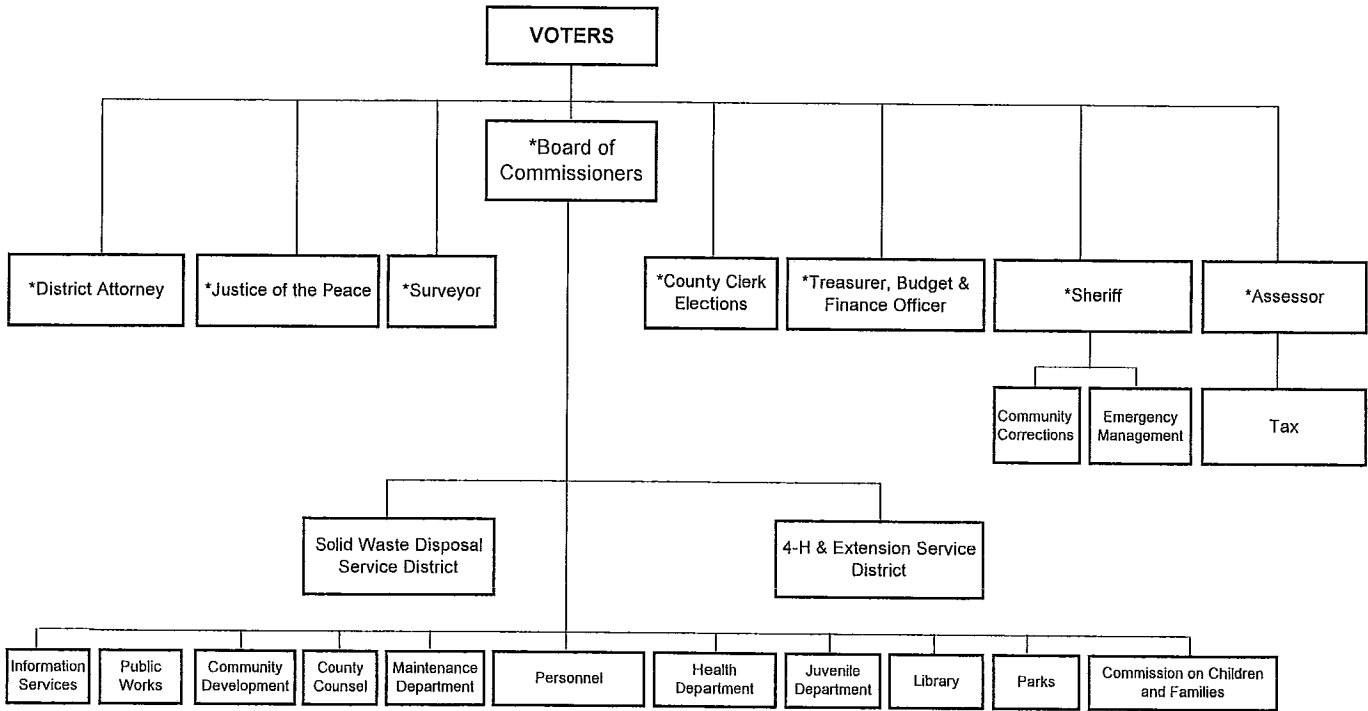 VOTERS
*Board of
Commissioners
*District Attorney
*Justice of the Peace
*Surveyor
*County Clerk
Elections
*Treasurer, Budget &
Finance Officer
*Sheriff
*Assessor
Community
Corrections
Emergency
Management
Tax
Solid Waste Disposal
Service District
4-H & Extension Service
District
Information
Services
Public
Works
Community
Development
County
Counsel
Maintenance
Department
Personnel
Health
Department
Juvenile
Department
Library
Parks
Commission on Children
and Families